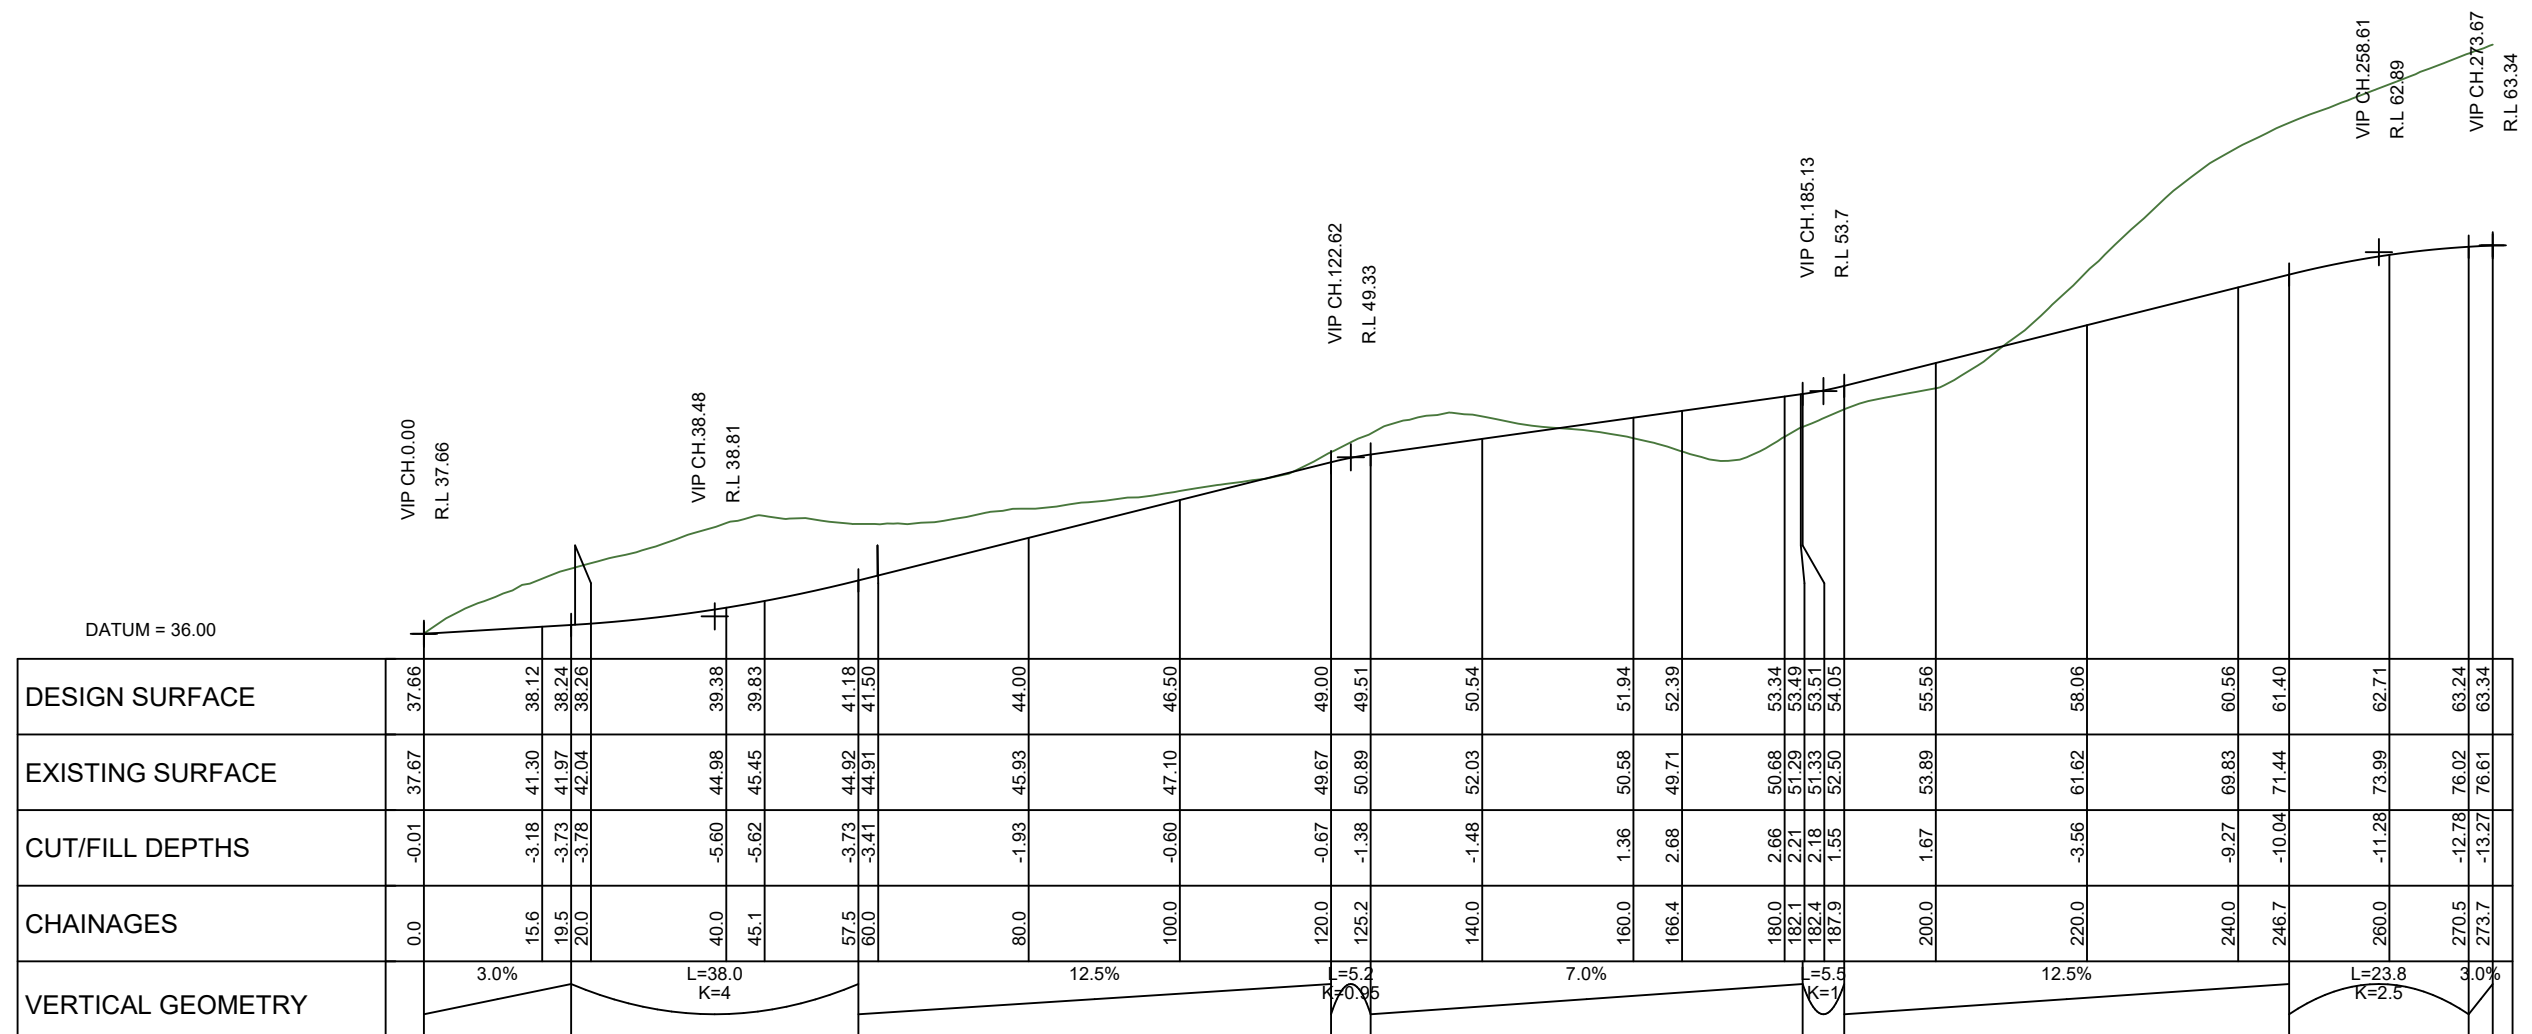 VIP CH.0.00
R.L 37.66
VIP CH.38.48
R.L 38.81
VIP CH.122.62
R.L 49.33
VIP CH.185.13
R.L 53.7
VIP CH.258.61
R.L 62.89
VIP CH.273.67
R.L 63.34
DATUM = 36.00
DESIGN SURFACE 37.66 38.12 38.24 38.26 39.38 39.83 41.18 41.50 44.00 46.50 49.00 49.51 50.54 51.94 52.39 53.34 53.49 53.51 54.05 55.56 58.06 60.56 61.40 62.71 63.24 63.34
EXISTING SURFACE 37.67 41.30 41.97 42.04 44.98 45.45 44.92 44.91 45.93 47.10 49.67 50.89 52.03 50.58 49.71 50.68 51.29 51.33 52.50 53.89 61.62 69.83 71.44 73.99 76.02 76.61
CUT/FILL DEPTHS -0.01 -3.18 -3.73 -3.78 -5.60 -5.62 -3.73 -3.41 -1.93 -0.60 -0.67 -1.38 -1.48 1.36 2.68 2.66 2.21 2.18 1.55 1.67 -3.56 -9.27 -10.04 -11.28 -12.78 -13.27
CHAINAGES 0.0 15.6 19.5 20.0 40.0 45.1 57.5 60.0 80.0 100.0 120.0 125.2 140.0 160.0 166.4 180.0 182.1 182.4 187.9 200.0 220.0 240.0 246.7 260.0 270.5 273.7
3.0% L=38.0 12.5% L=5.2 7.0% L=5.5 12.5% L=23.8 3.0%
K=4 K=0.95 K=1 K=2.5
VERTICAL GEOMETRY